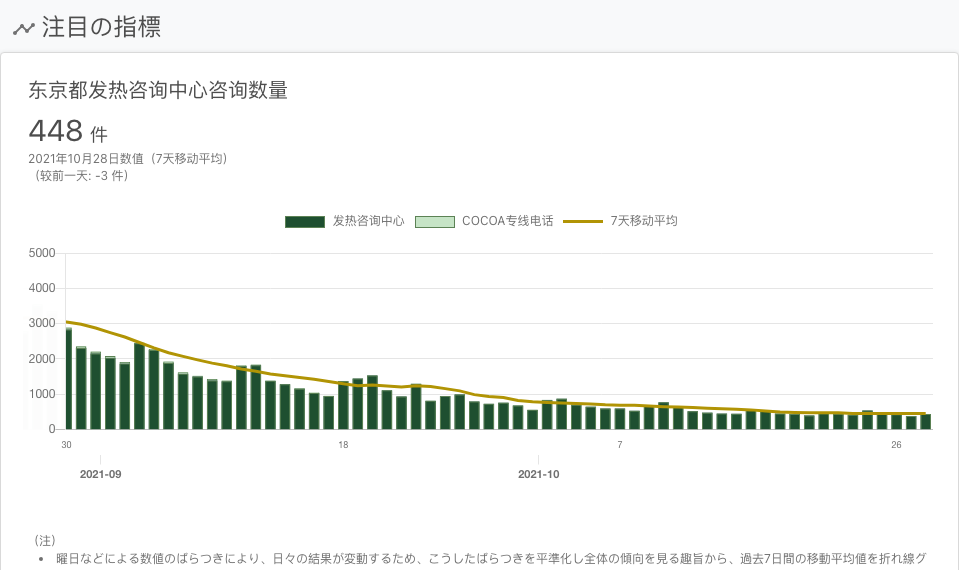 注目の指標
东京都发热咨询中心咨询数量
448 件
2021年10月28日数值（7天移动平均）
（较前一天: -3 件）
发热咨询中心 COCOA专线电话 7天移动平均
5000
4000
3000
2000
1000
0
30 18 7 26
2021-09 2021-10
（注）
• 曜日などによる数値のばらつきにより、日々の結果が変動するため、こうしたばらつきを平準化し全体の傾向を見る趣旨から、過去7日間の移動平均値を折れ線グ